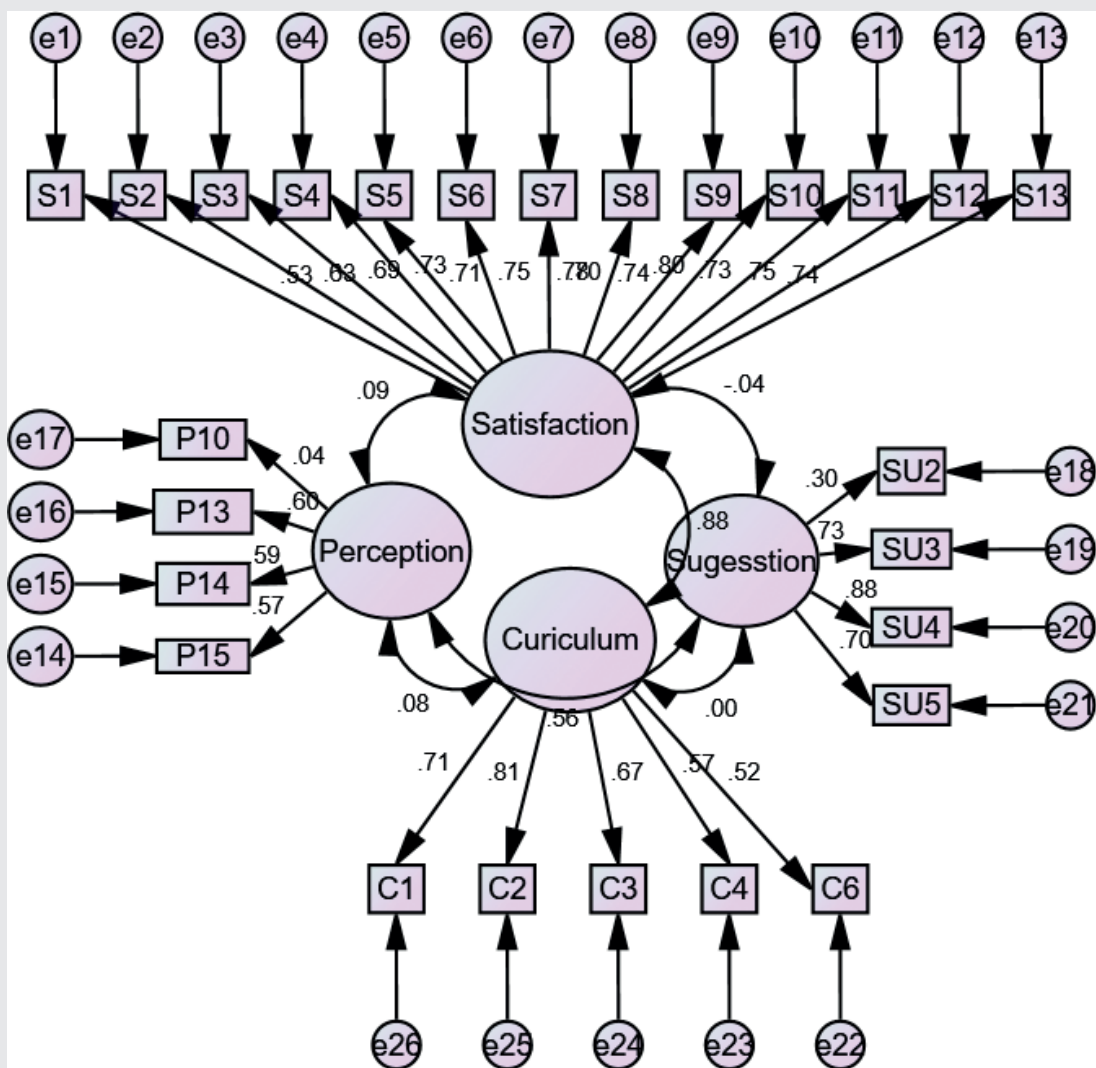 e1 e2 e3 e4 e5 e6 e7 e8 e9 e10 e11 e12 e13
S1 S2 S3 S4 S5 S6 S7 S8 S9 S10 S11 S12 S13
.53 .63 .69 .73 .71 .75 .78 .80 .74 .80 .73 .75 .74
.09 -.04
Satisfaction
e17 P10 .04
.30 SU2 e18
e16 P13 .60
.88
.73 SU3 e19
Perception
Sugesstion
e15 P14 .59
.88 SU4 e20
e14 P15 .57
Curiculum
.70 SU5 e21
.08 .56 .00
.71 .81 .67 .57 .52
C1 C2 C3 C4 C6
e26 e25 e24 e23 e22